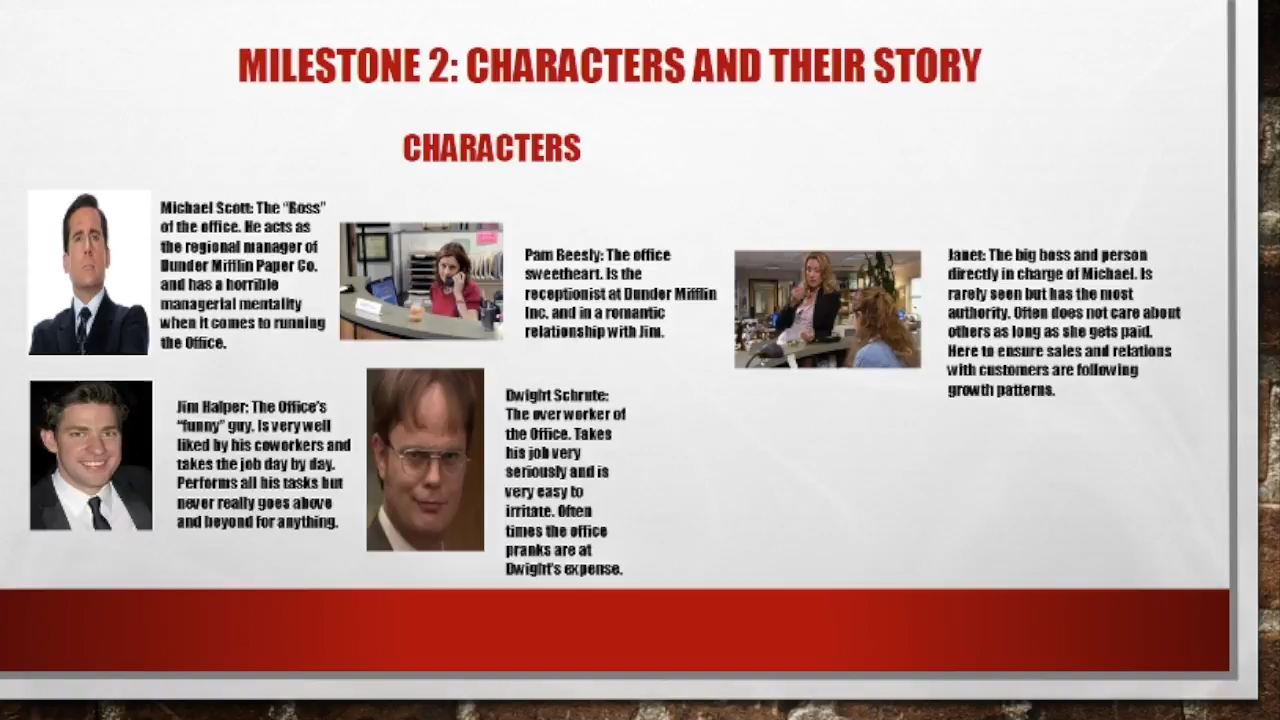 MILESTONE 2: CHARACTERS AND THEIR STORY
CHARACTERS
Michael Scott: The "Boss"
of the office. He acts as
the regional manager of
Dunder Mifflin Paper Co.
and has a horrible
managerial mentality
when it comes to running
the Office.
Pam Beesly: The office
sweetheart. Is the
receptionist at Dunder Mifflin
Inc. and in a romantic
relationship with Jim.
Janet: The big boss and person
directly in charge of Michael. Is
rarely seen but has the most
authority. Often does not care about
others as long as she gets paid.
Here to ensure sales and relations
with customers are following
growth patterns.
Jim Halper: The Office's
"funny" guy. Is very well
liked by his coworkers and
takes the job day by day.
Performs all his tasks but
never really goes above
and beyond for anything.
Dwight Schrute:
The over worker of
the Office. Takes
his job very
seriously and is
very easy to
irritate. Often
times the office
pranks are at
Dwight's expense.